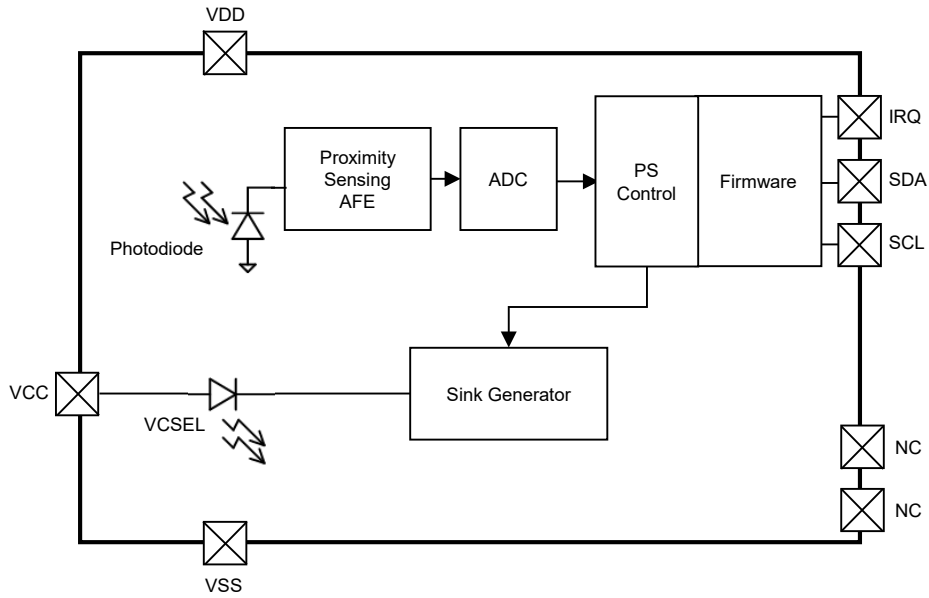 VDD
IRQ
Proximity
Sensing
AFE
ADC
PS
Control
Firmware
SDA
Photodiode
SCL
VCC
VCSEL
Sink Generator
NC
NC
VSS